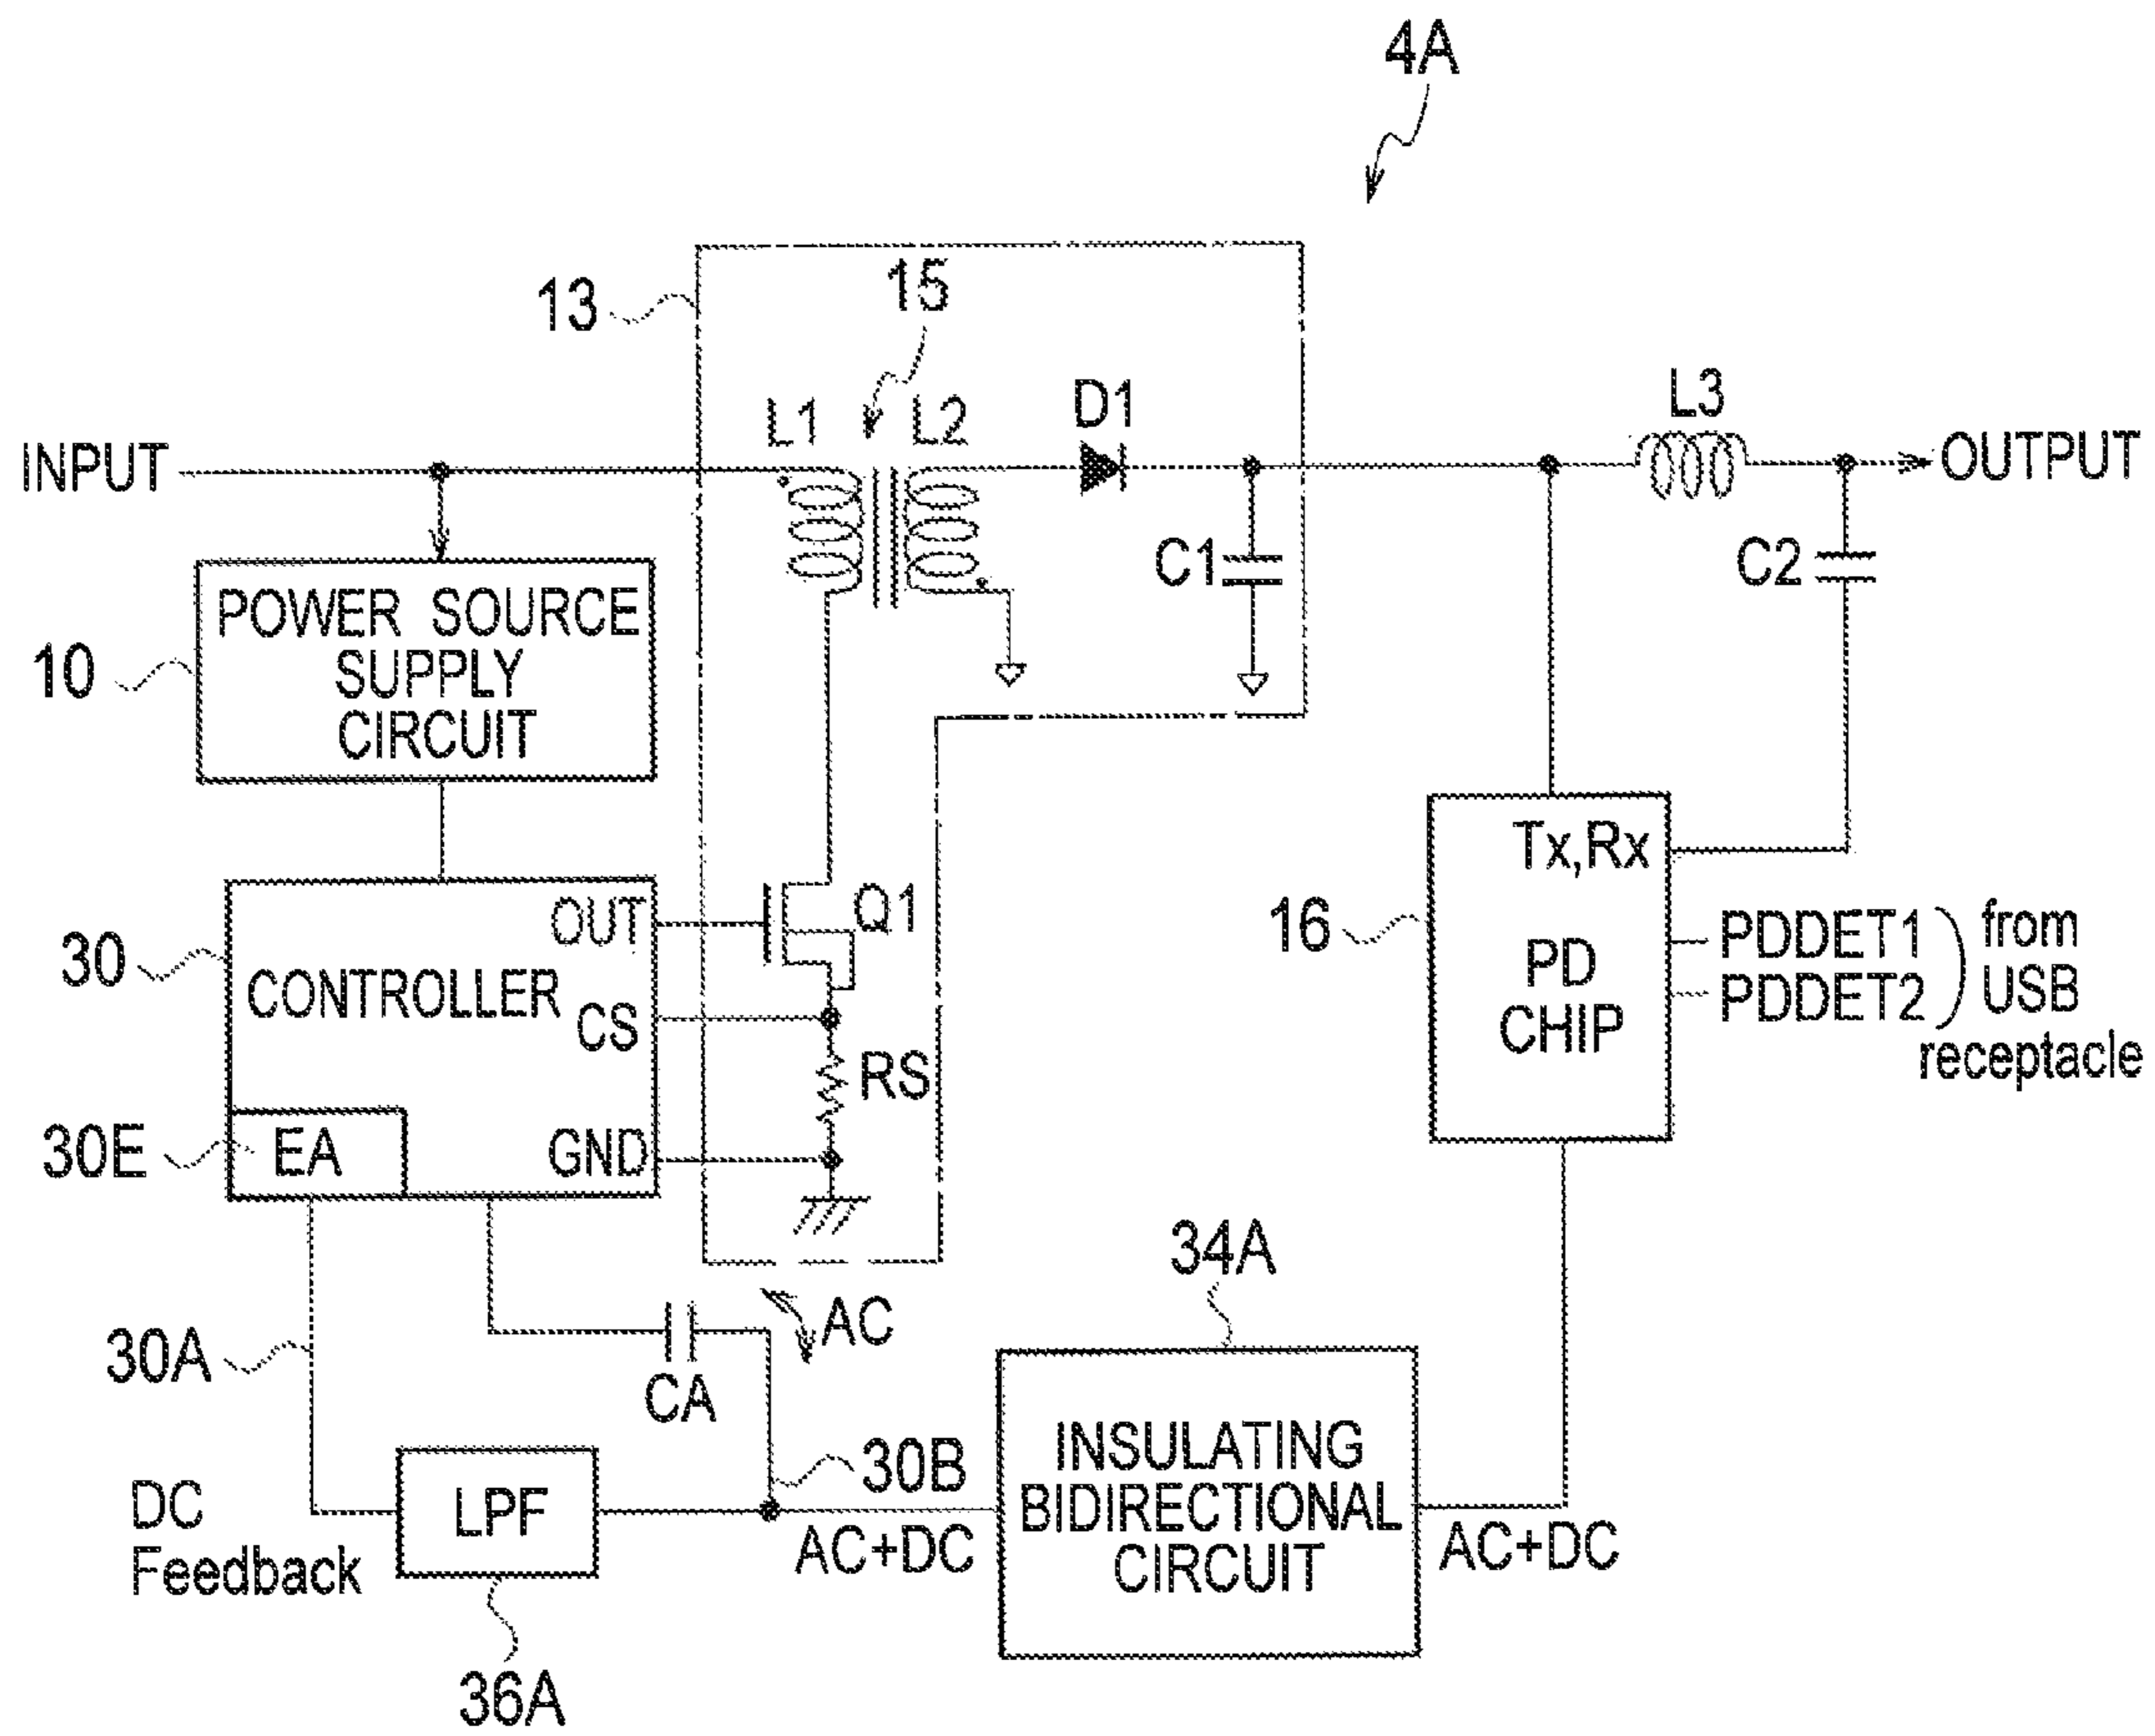 4A
13
15
L1
L2
D1
L3
INPUT
OUTPUT
C1
C2
10
POWER SOURCE
SUPPLY
CIRCUIT
Tx,Rx
30
OUT
Q1
CONTROLLER
CS
RS
16
PD
CHIP
PDDET1
PDDET2
from
USB
receptacle
30E
EA
GND
34A
30A
AC
CA
30B
DC
Feedback
LPF
AC+DC
INSULATING
BIDIRECTIONAL
CIRCUIT
AC+DC
36A